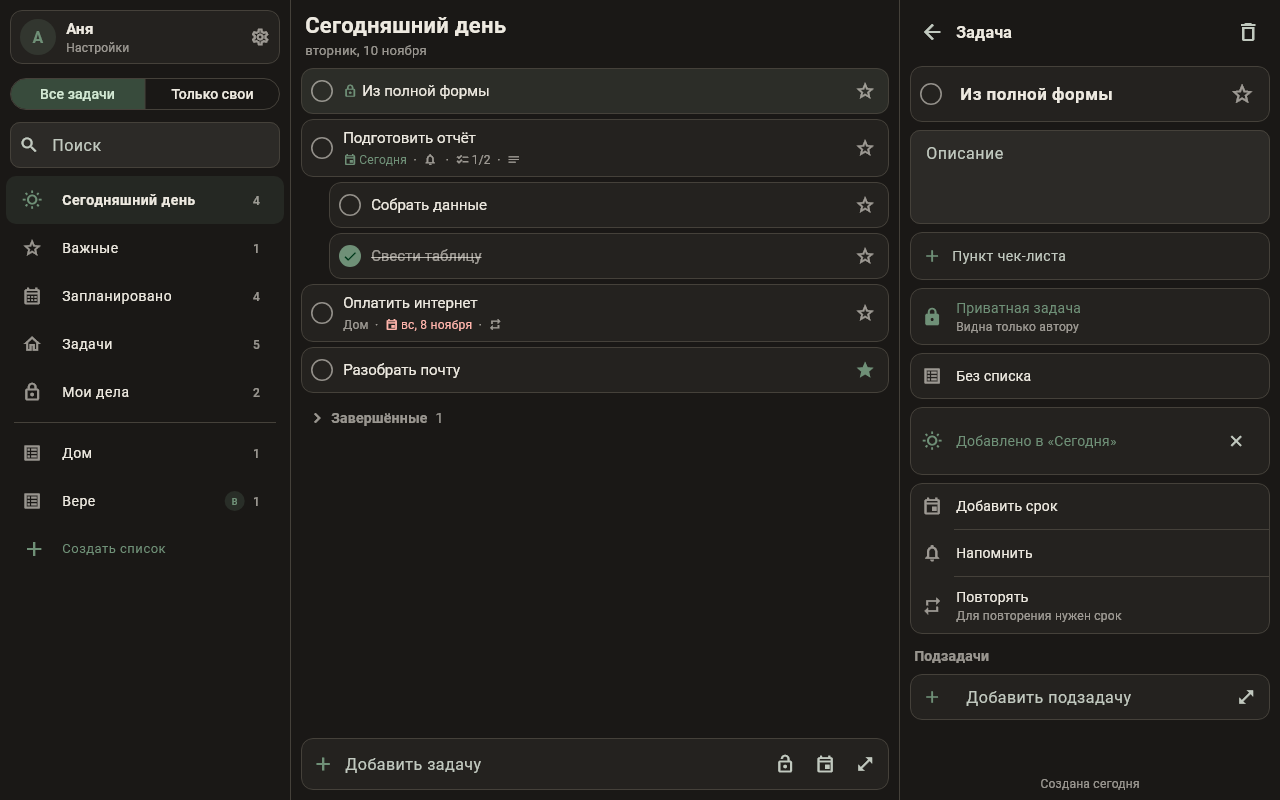 А
Аня
Настройки
Все задачи
Только свои
Поиск
Сегодняшний день 4
Важные 1
Запланировано 4
Задачи 5
Мои дела 2
Дом 1
Вере В 1
Создать список
Сегодняшний день
вторник, 10 ноября
Из полной формы
Подготовить отчёт
Сегодня · · 1/2 ·
Собрать данные
Свести таблицу
Оплатить интернет
Дом · вс, 8 ноября ·
Разобрать почту
Завершённые 1
Добавить задачу
Задача
Из полной формы
Описание
Пункт чек-листа
Приватная задача
Видна только автору
Без списка
Добавлено в «Сегодня»
Добавить срок
Напомнить
Повторять
Для повторения нужен срок
Подзадачи
Добавить подзадачу
Создана сегодня